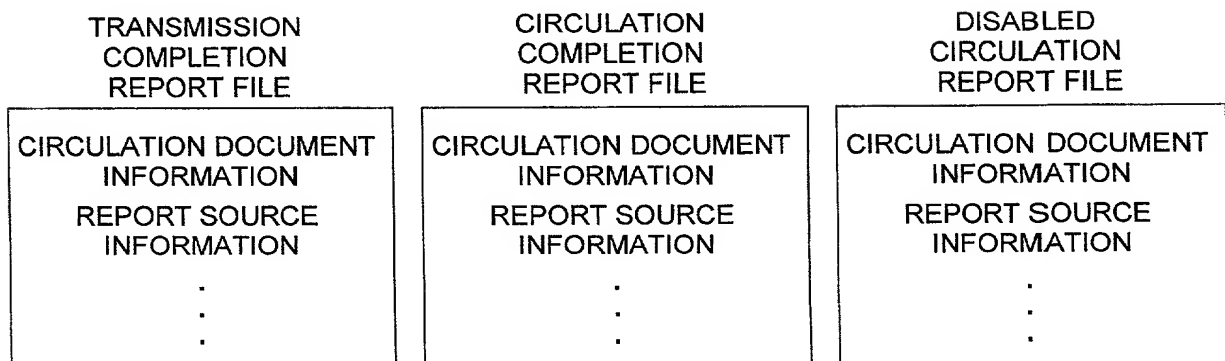 TRANSMISSION
COMPLETION
REPORT FILE
CIRCULATION DOCUMENT
INFORMATION
REPORT SOURCE
INFORMATION
.
.
.
CIRCULATION
COMPLETION
REPORT FILE
CIRCULATION DOCUMENT
INFORMATION
REPORT SOURCE
INFORMATION
.
.
.
DISABLED
CIRCULATION
REPORT FILE
CIRCULATION DOCUMENT
INFORMATION
REPORT SOURCE
INFORMATION
.
.
.